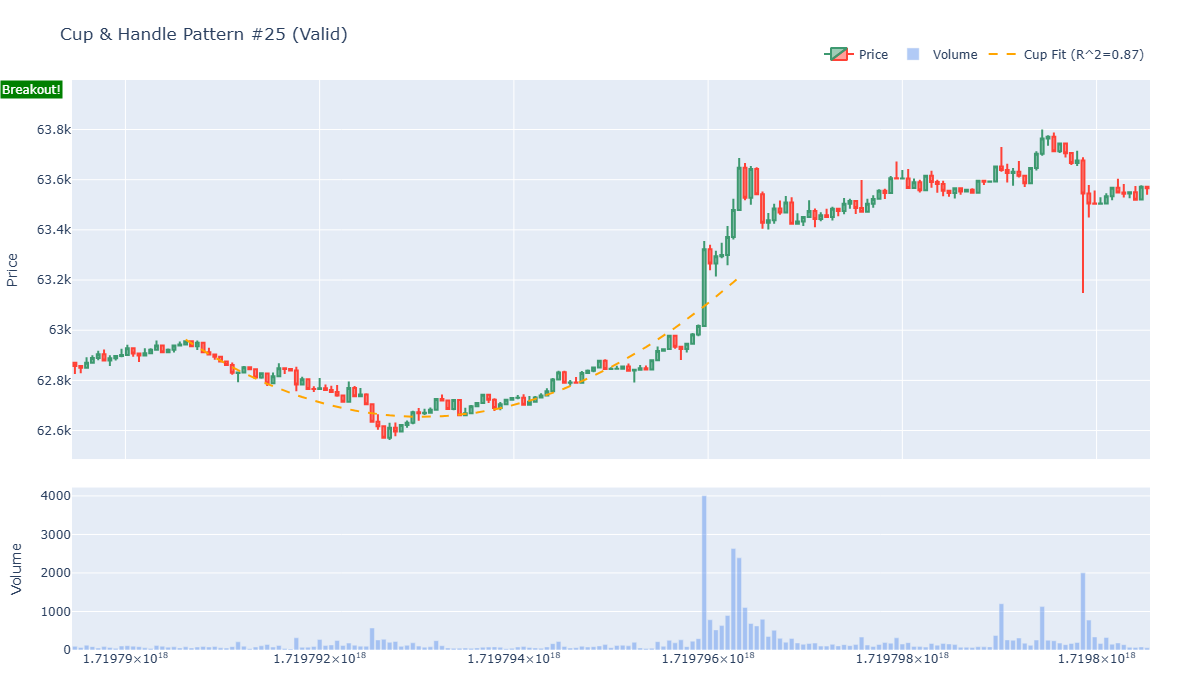 Cup & Handle Pattern #25 (Valid)
Price
Volume
Cup Fit (R^2=0.87)
Breakout!
63.8k
63.6k
63.4k
63.2k
63k
62.8k
62.6k
Price
4000
3000
2000
1000
0
Volume
1.71979×10¹⁸
1.719792×10¹⁸
1.719794×10¹⁸
1.719796×10¹⁸
1.719798×10¹⁸
1.7198×10¹⁸